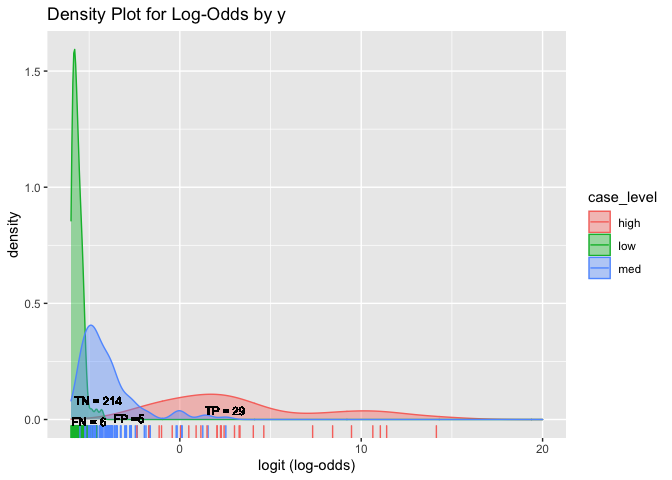 Density Plot for Log-Odds by y
1.5
1.0
0.5
0.0
density
TN = 214
FN = 6
FP =5
TP = 29
0
10
20
logit (log-odds)
case_level
high
low
med